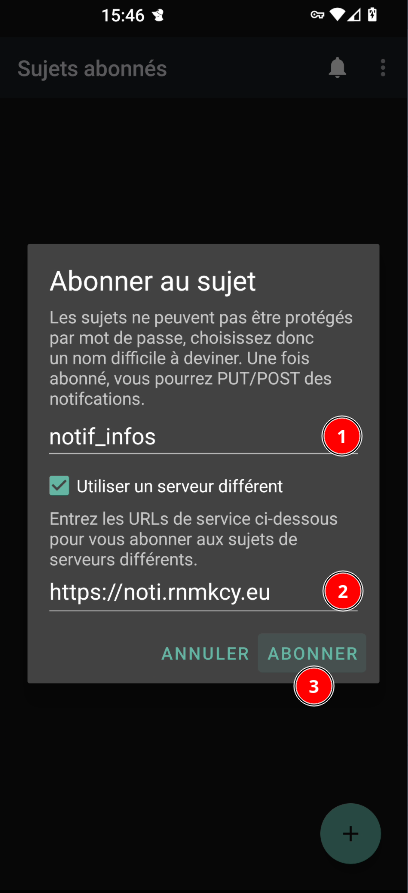 15:46
Sujets abonnés
Abonner au sujet
Les sujets ne peuvent pas être protégés
par mot de passe, choisissez donc
un nom difficile à deviner. Une fois
abonné, vous pourrez PUT/POST des
notifcations.
notif_infos
1
Utiliser un serveur différent
Entrez les URLs de service ci-dessous
pour vous abonner aux sujets de
serveurs différents.
https://noti.rnmkcy.eu
2
ANNULER ABONNER
3
+